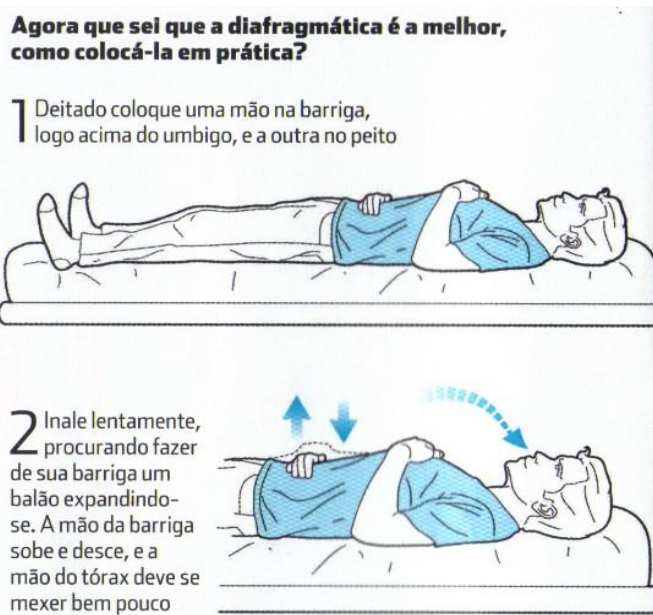 Agora que sei que a diafragmática é a melhor,
como colocá-la em prática?
1 Deitado coloque uma mão na barriga,
logo acima do umbigo, e a outra no peito
2 Inale lentamente,
procurando fazer
de sua barriga um
balão expandindo-
se. A mão da barriga
sobe e desce, e a
mão do tórax deve se
mexer bem pouco